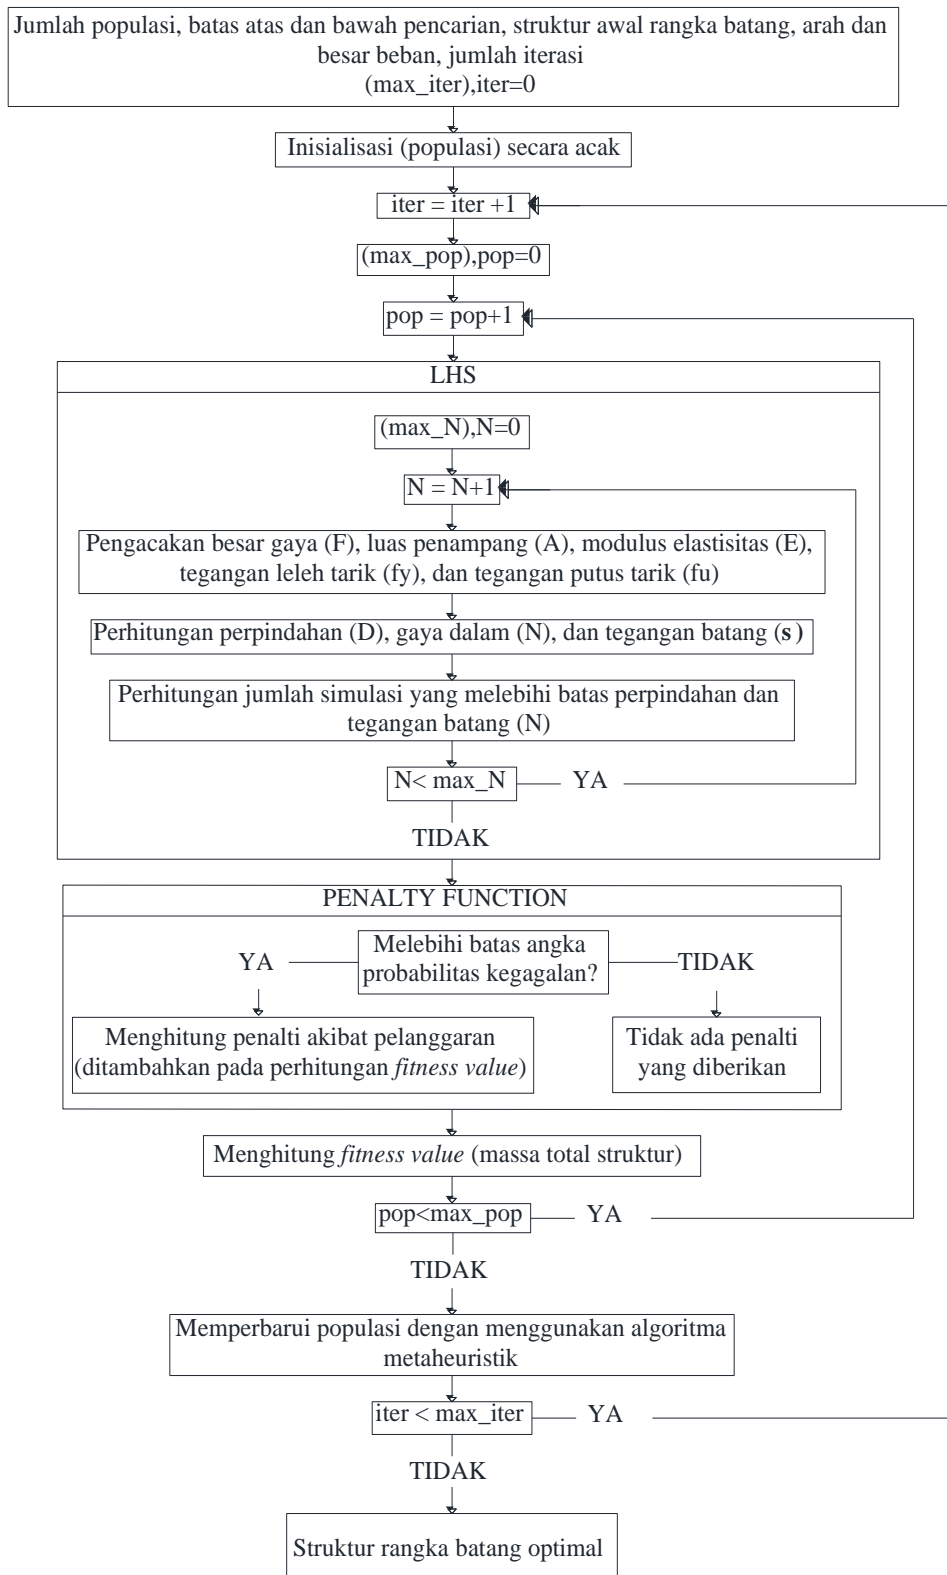 Jumlah populasi, batas atas dan bawah pencarian, struktur awal rangka batang, arah dan
besar beban, jumlah iterasi
(max_iter),iter=0
Inisialisasi (populasi) secara acak
iter = iter +1
(max_pop),pop=0
pop = pop+1
LHS
(max_N),N=0
N = N+1
Pengacakan besar gaya (F), luas penampang (A), modulus elastisitas (E),
tegangan leleh tarik (fy), dan tegangan putus tarik (fu)
Perhitungan perpindahan (D), gaya dalam (N), dan tegangan batang (s )
Perhitungan jumlah simulasi yang melebihi batas perpindahan dan
tegangan batang (N)
N< max_N YA
TIDAK
PENALTY FUNCTION
Melebihi batas angka
probabilitas kegagalan?
YA
TIDAK
Menghitung penalti akibat pelanggaran
(ditambahkan pada perhitungan fitness value)
Tidak ada penalti
yang diberikan
Menghitung fitness value (massa total struktur)
pop<max_pop YA
TIDAK
Memperbarui populasi dengan menggunakan algoritma
metaheuristik
iter < max_iter YA
TIDAK
Struktur rangka batang optimal